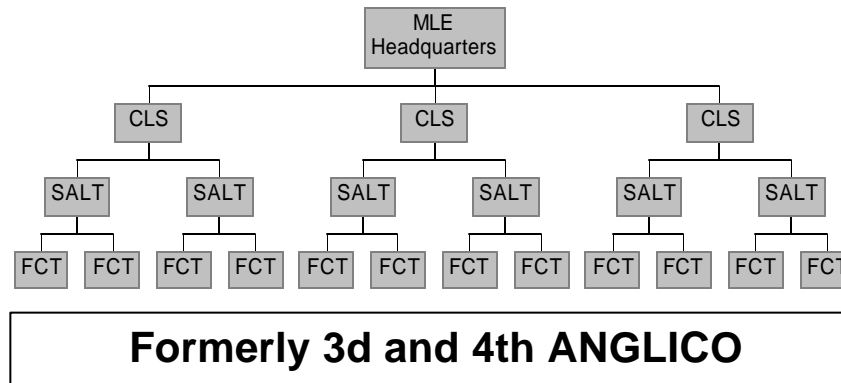 MLE
Headquarters
CLS CLS CLS
SALT SALT SALT SALT SALT SALT
FCT FCT FCT FCT FCT FCT FCT FCT FCT FCT FCT FCT
Formerly 3d and 4th ANGLICO